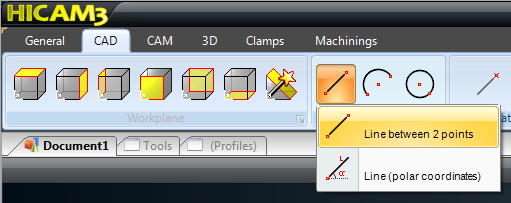 HICAM3
General CAD CAM 3D Clamps Machinings
Workplane
Line between 2 points
Document1 Tools (Profiles)
L
α
Line (polar coordinates)